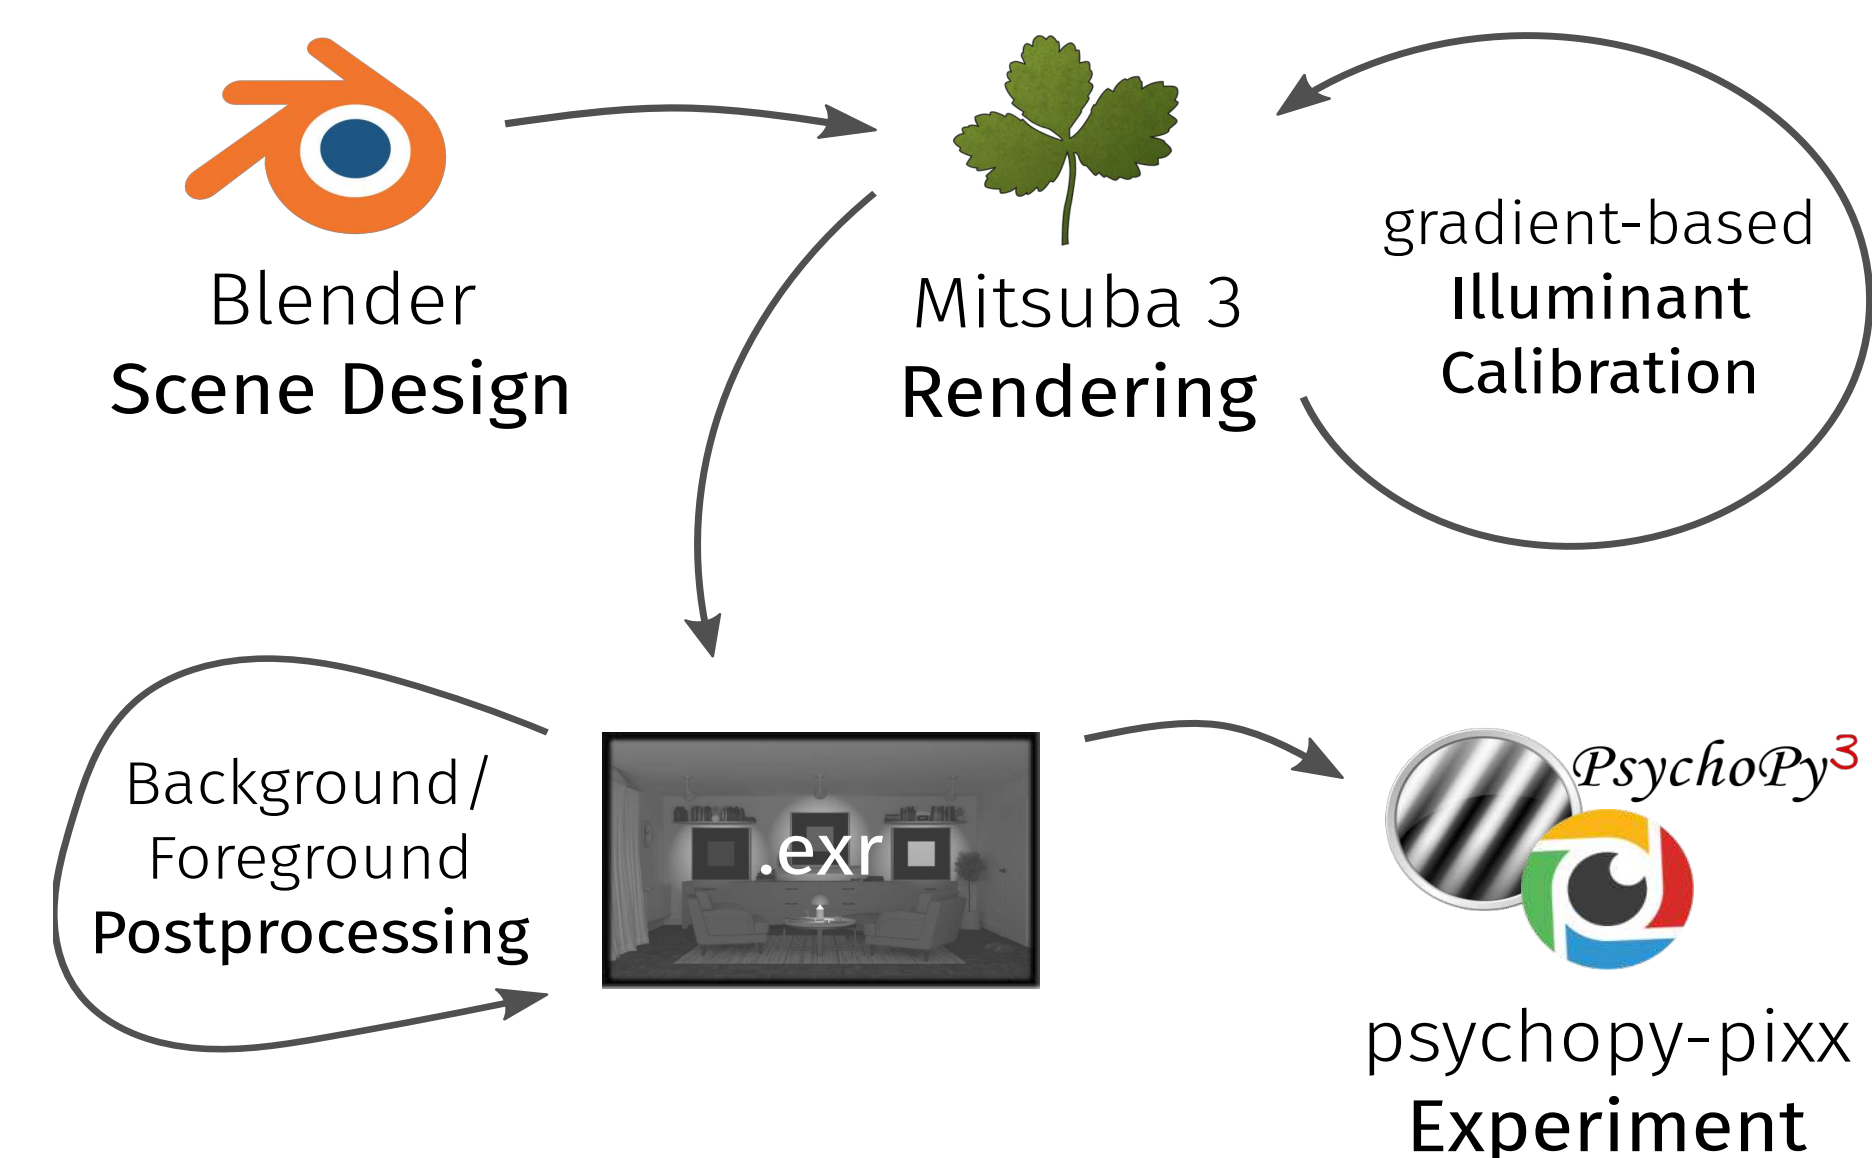 Blender
Scene Design
Mitsuba 3
Rendering
gradient-based
Illuminant
Calibration
Background/
Foreground
Postprocessing
.exr
PsychoPy3
psychopy-pixx
Experiment